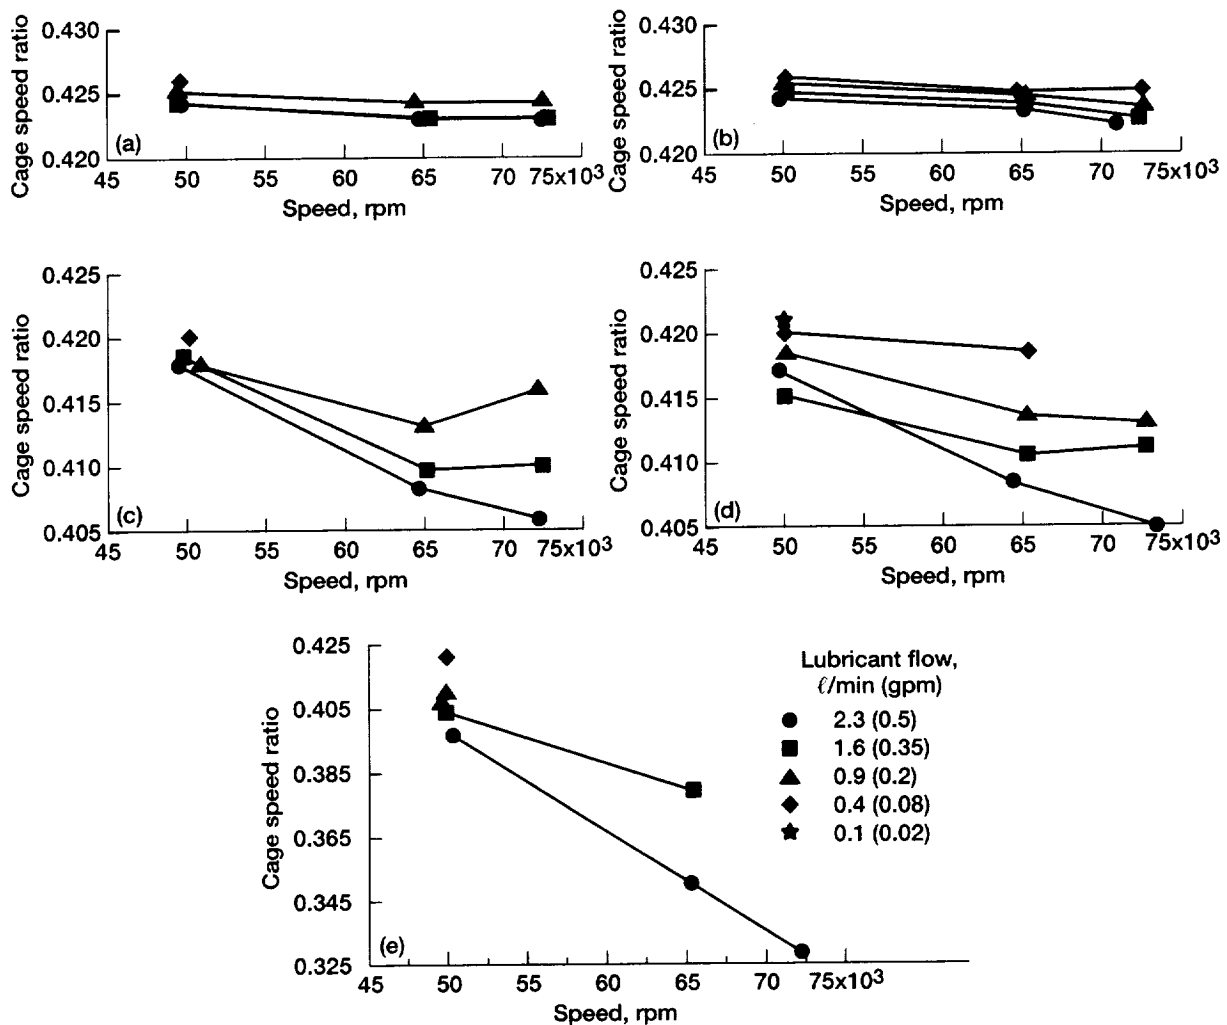 Cage speed ratio
0.430
0.425
0.420
(a)
45 50 55 60 65 70 75x10³
Speed, rpm
Cage speed ratio
0.430
0.425
0.420
(b)
45 50 55 60 65 70 75x10³
Speed, rpm
Cage speed ratio
0.425
0.420
0.415
0.410
0.405
(c)
45 50 55 60 65 70 75x10³
Speed, rpm
Cage speed ratio
0.425
0.420
0.415
0.410
0.405
(d)
45 50 55 60 65 70 75x10³
Speed, rpm
Cage speed ratio
0.425
0.405
0.385
0.365
0.345
0.325
(e)
45 50 55 60 65 70 75x10³
Speed, rpm
Lubricant flow,
ℓ/min (gpm)
2.3 (0.5)
1.6 (0.35)
0.9 (0.2)
0.4 (0.08)
0.1 (0.02)